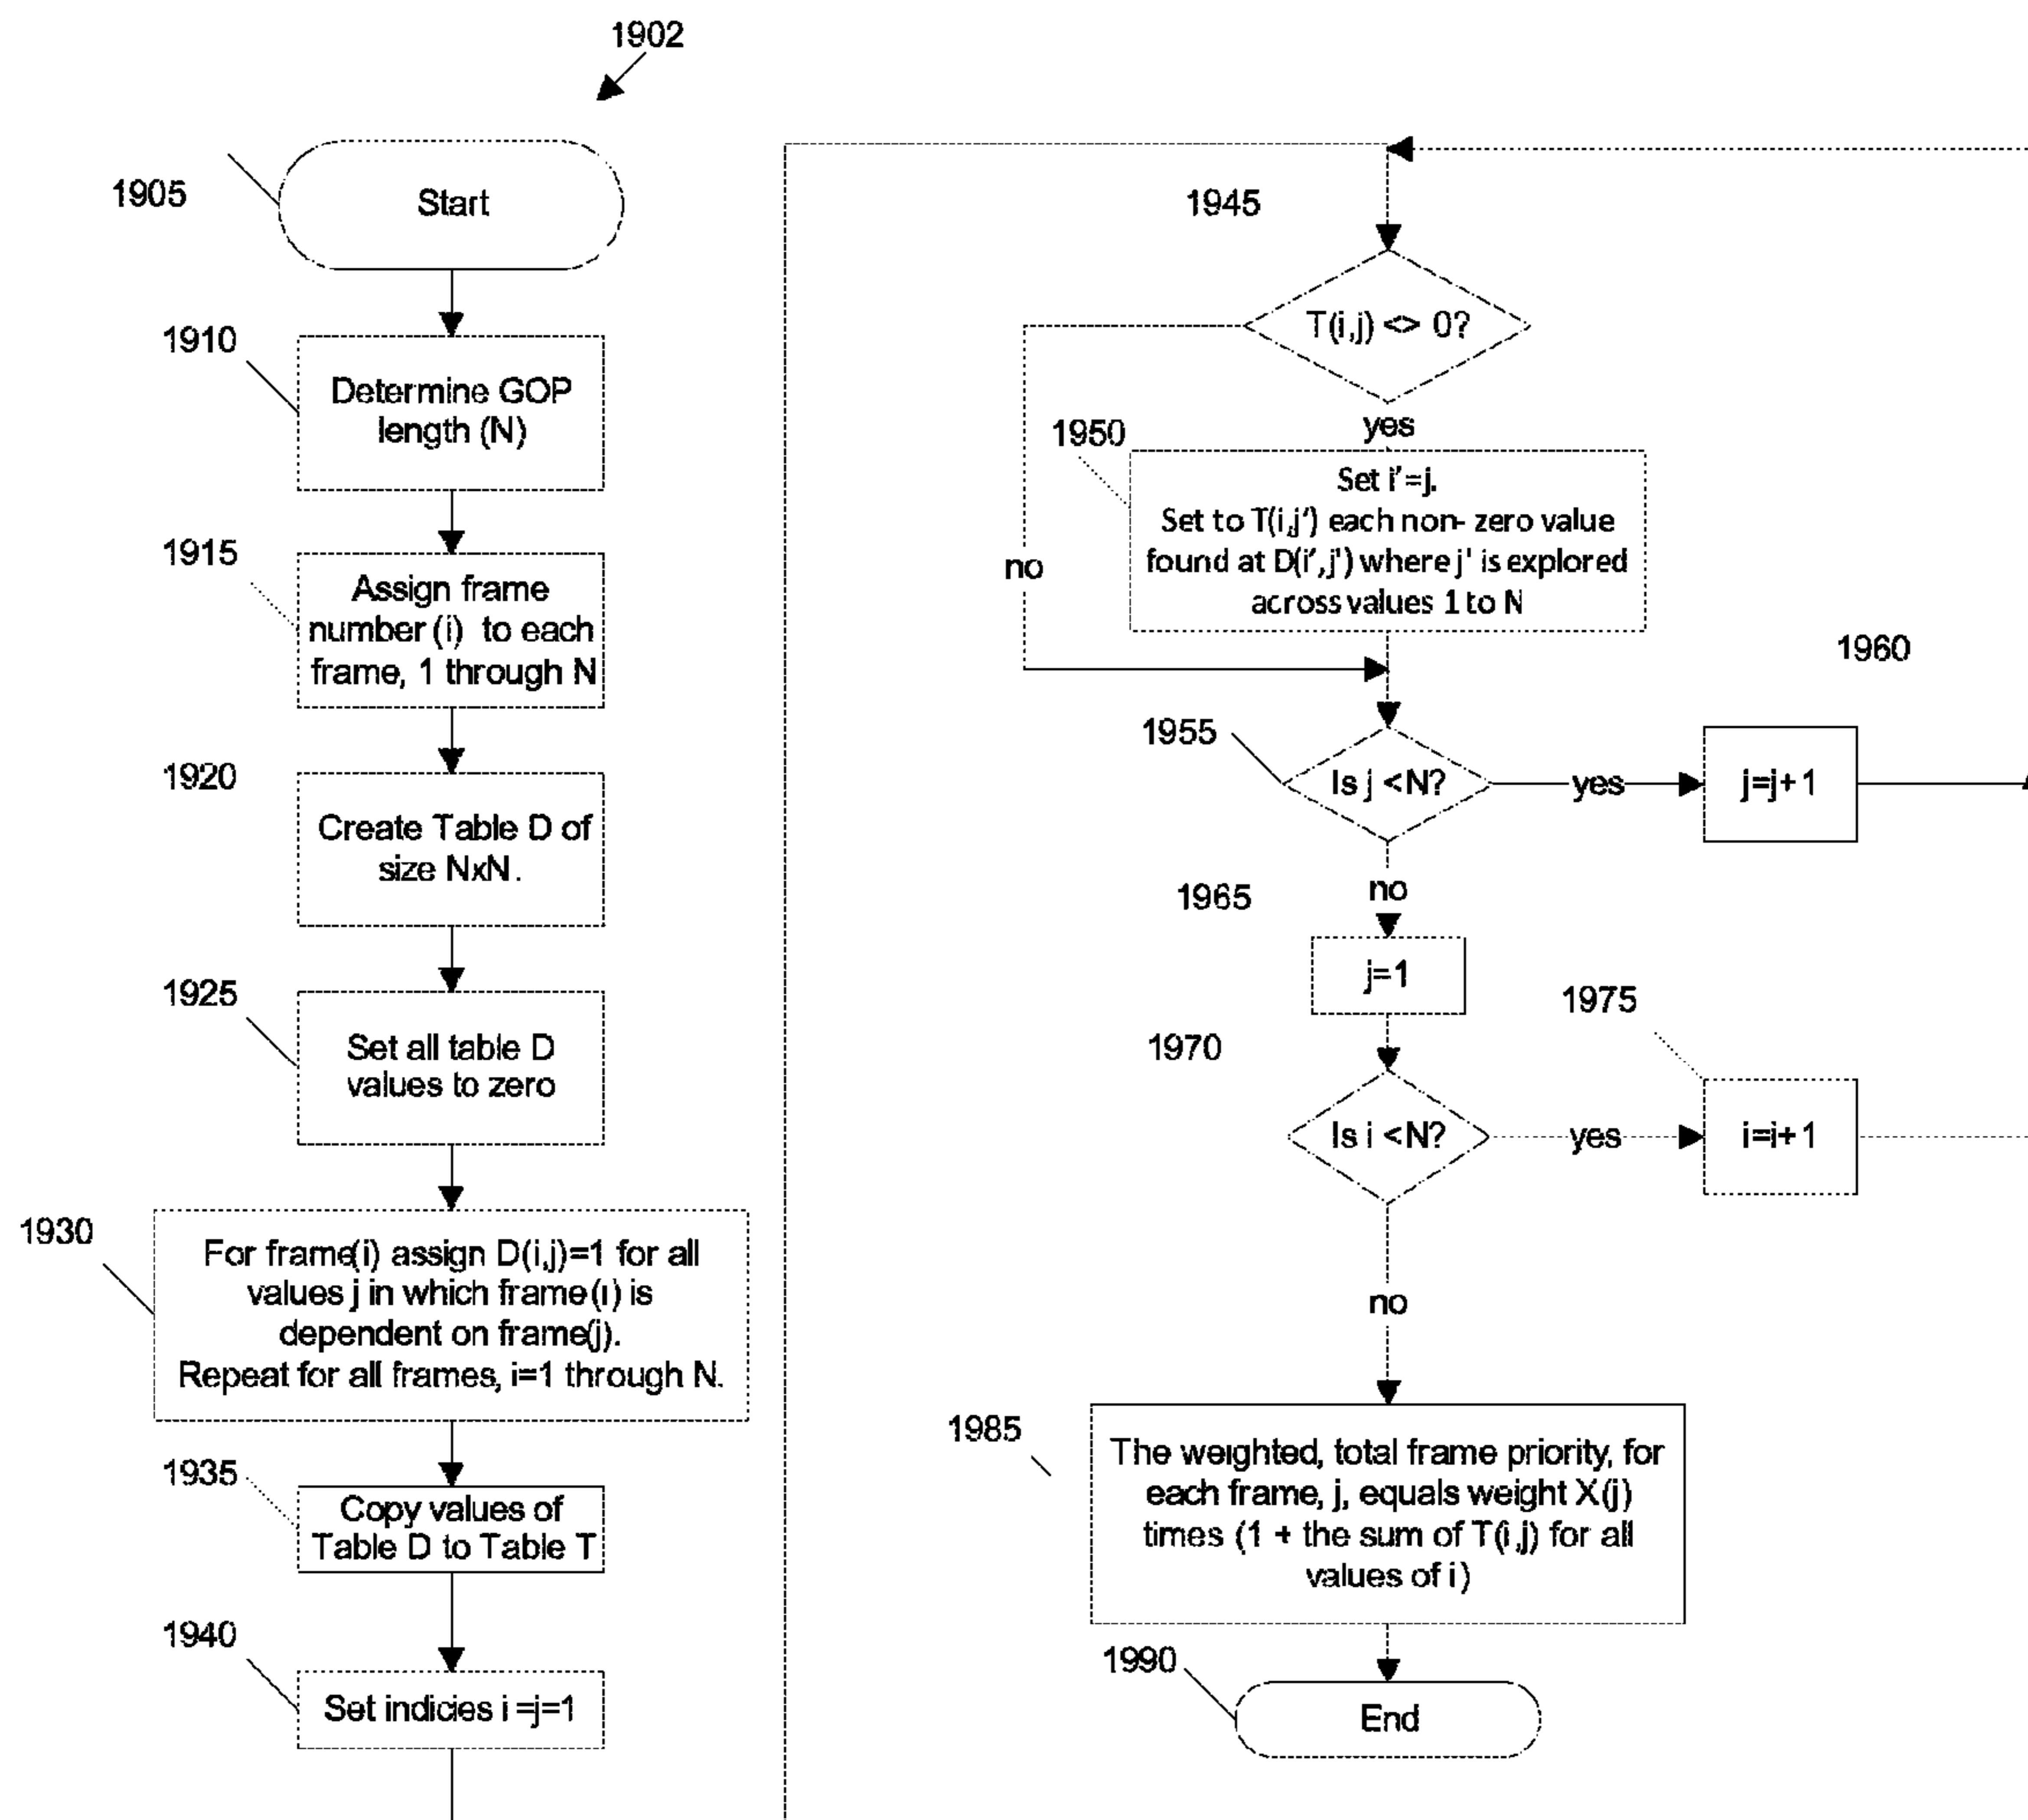 1902
1905
Start
1910
Determine GOP
length (N)
1915
Assign frame
number (i) to each
frame, 1 through N
1920
Create Table D of
size NxN.
1925
Set all table D
values to zero
1930
For frame(i) assign D(i,j)=1 for all
values j in which frame(i) is
dependent on frame(j).
Repeat for all frames, i=1 through N.
1935
Copy values of
Table D to Table T
1940
Set indicies i =j=1
1945
T(i,j) <> 0?
yes
no
1950
Set i'=j.
Set to T(i,j') each non- zero value
found at D(i',j') where j' is explored
across values 1 to N
1955
Is j <N?
yes
1960
j=j+1
no
1965
j=1
1970
Is i <N?
yes
1975
i=i+1
no
1985
The weighted, total frame priority, for
each frame, j, equals weight X(j)
times (1 + the sum of T(i,j) for all
values of i)
1990
End